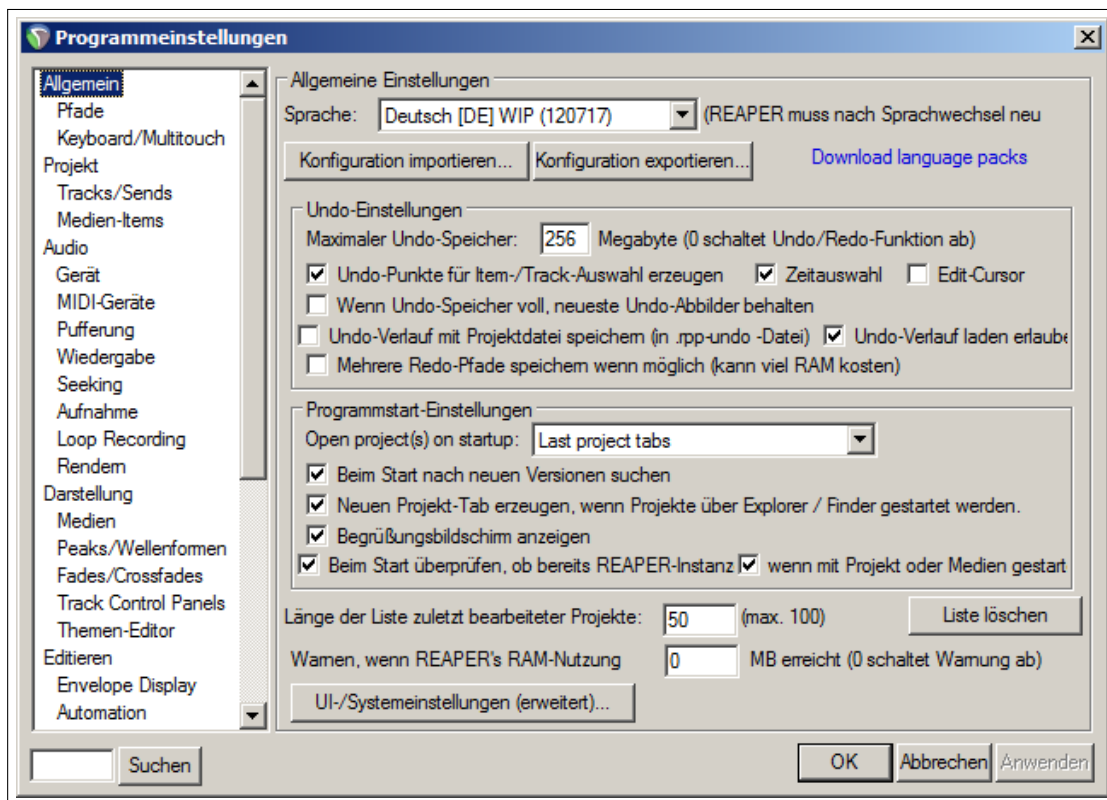 Programmeinstellungen
Allgemein
Pfade
Keyboard/Multitouch
Projekt
Tracks/Sends
Medien-Items
Audio
Gerät
MIDI-Geräte
Pufferung
Wiedergabe
Seeking
Aufnahme
Loop Recording
Rendern
Darstellung
Medien
Peaks/Wellenformen
Fades/Crossfades
Track Control Panels
Themen-Editor
Editieren
Envelope Display
Automation
Suchen
Allgemeine Einstellungen
Sprache: Deutsch [DE] WIP (120717) (REAPER muss nach Sprachwechsel neu
Konfiguration importieren... Konfiguration exportieren... Download language packs
Undo-Einstellungen
Maximaler Undo-Speicher: 256 Megabyte (0 schaltet Undo/Redo-Funktion ab)
Undo-Punkte für Item-/Track-Auswahl erzeugen Zeitauswahl Edit-Cursor
Wenn Undo-Speicher voll, neueste Undo-Abbilder behalten
Undo-Verlauf mit Projektdatei speichern (in .rpp-undo -Datei) Undo-Verlauf laden erlaube
Mehrere Redo-Pfade speichern wenn möglich (kann viel RAM kosten)
Programmstart-Einstellungen
Open project(s) on startup: Last project tabs
Beim Start nach neuen Versionen suchen
Neuen Projekt-Tab erzeugen, wenn Projekte über Explorer / Finder gestartet werden.
Begrüßungsbildschirm anzeigen
Beim Start überprüfen, ob bereits REAPER-Instanz wenn mit Projekt oder Medien gestart
Länge der Liste zuletzt bearbeiteter Projekte: 50 (max. 100) Liste löschen
Warnen, wenn REAPER's RAM-Nutzung 0 MB erreicht (0 schaltet Warnung ab)
UI-/Systemeinstellungen (erweitert)...
OK Abbrechen Anwenden